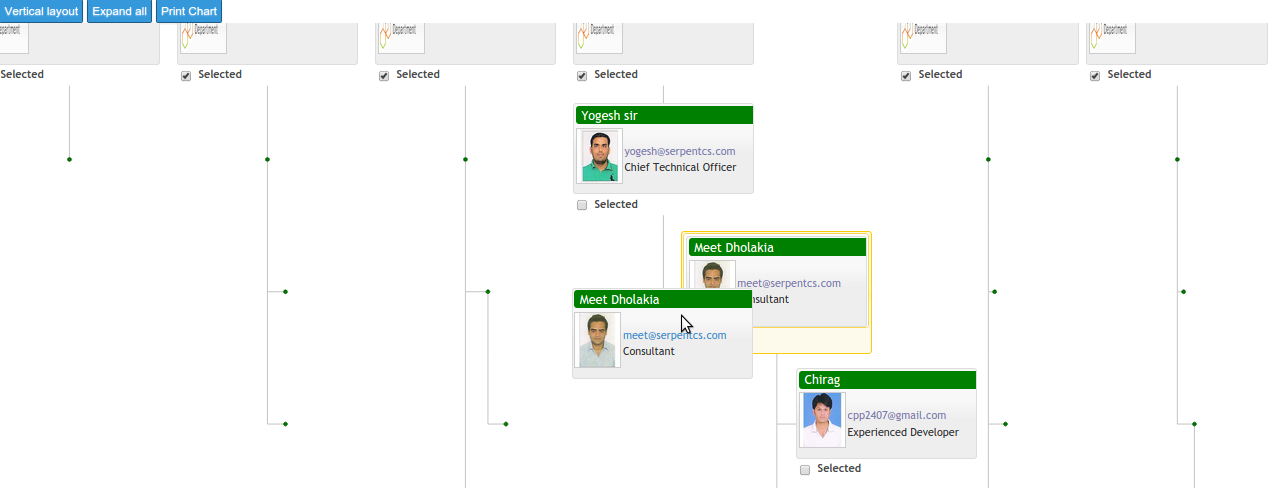 Vertical layout Expand all Print Chart
Department Department Department Department Department Department
Selected Selected Selected Selected Selected Selected
Yogesh sir
yogesh@serpentcs.com
Chief Technical Officer
Selected
Meet Dholakia
meet@serpentcs.com
Meet Dholakia
meet@serpentcs.com
Consultant
Chirag
cpp2407@gmail.com
Experienced Developer
Selected